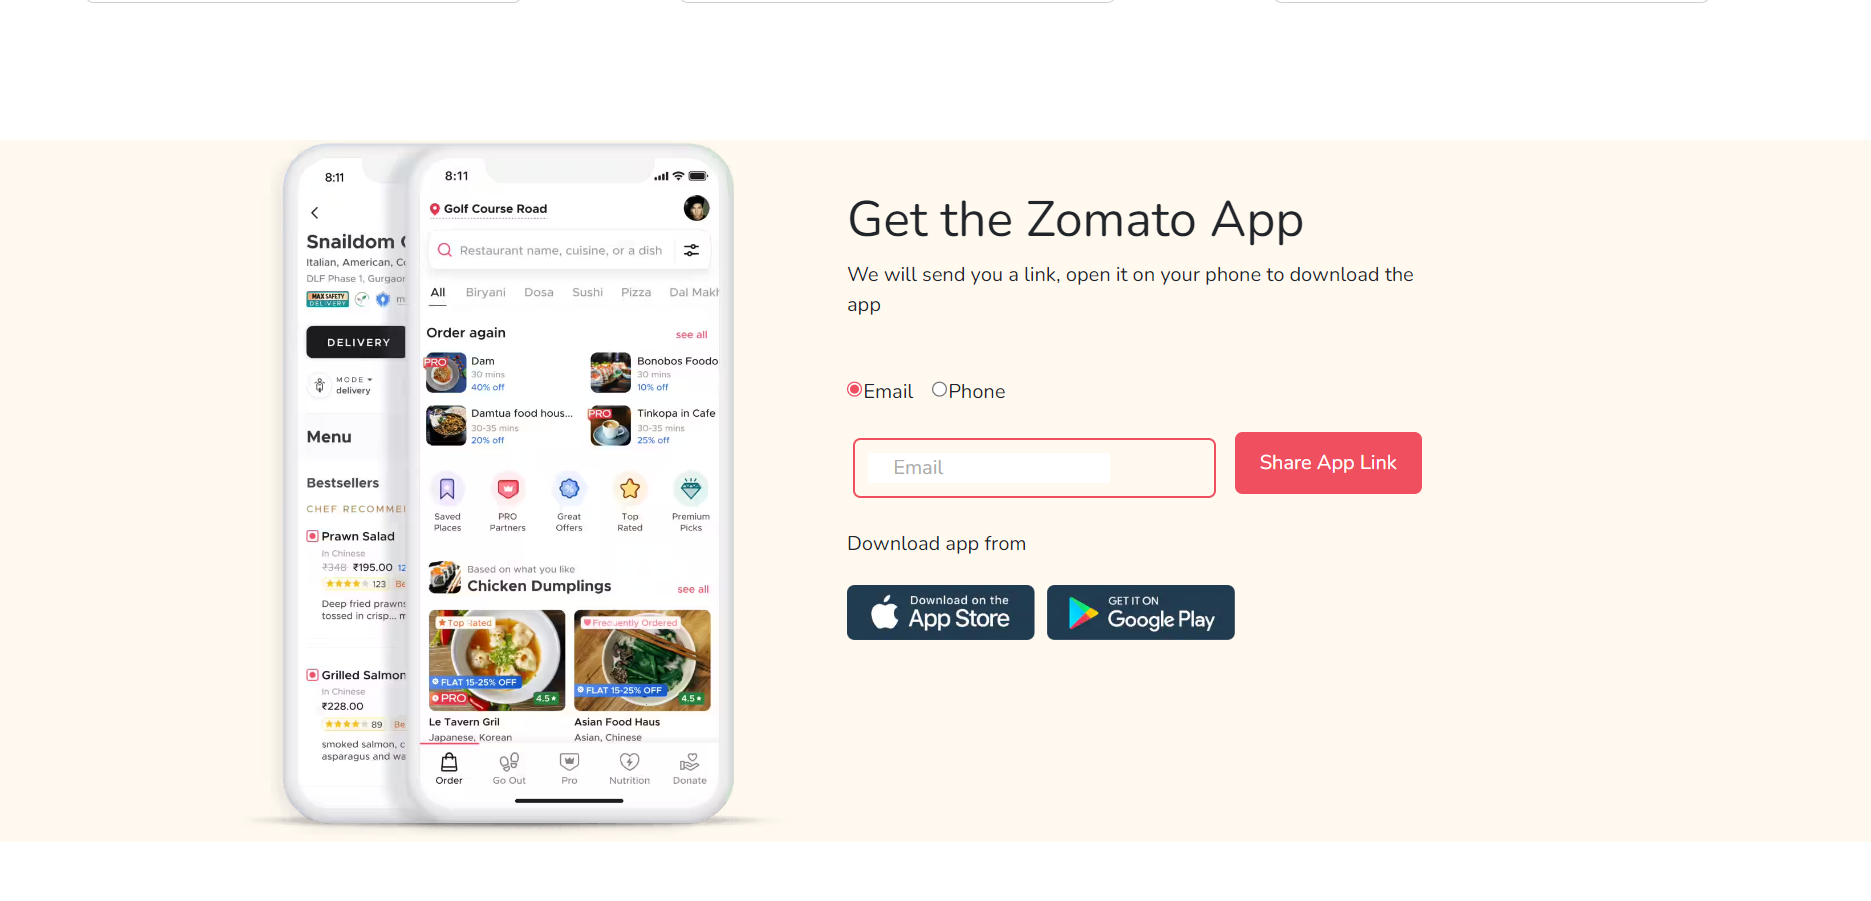 8:11
Snaildom
Italian, American,
DLF Phase 1, Gurgaon
MAX SAFETY
DELIVERY
DELIVERY
MODE
delivery
Menu
Bestsellers
CHEF
Prawn Salad
In Chinese
₹348 ₹195.00
123
Deep fried prawns
tossed in crisp...
Grilled Salmon
In Chinese
₹228.00
89
smoked salmon,
asparagus and
8:11
Golf Course Road
Restaurant name, cuisine, or a dish
All Biryani Dosa Sushi Pizza Dal Makh
Order again see all
PRO
Dam
30 mins
40% off
Bonobos Foodo
30 mins
10% off
Damtua food hous...
30-35 mins
20% off
PRO
Tinkopa in Cafe
30-35 mins
25% off
Saved Places
PRO Partners
Great Offers
Top Rated
Premium Picks
Based on what you like
Chicken Dumplings see all
Top Rated
FLAT 15-25% OFF
PRO 4.5
Le Tavern Gril
Japanese, Korean
Frequently Ordered
FLAT 15-25% OFF
4.5
Asian Food Haus
Asian, Chinese
Order Go Out Pro Nutrition Donate
Get the Zomato App
We will send you a link, open it on your phone to download the
app
Email Phone
Email
Share App Link
Download app from
Download on the
App Store
GET IT ON
Google Play